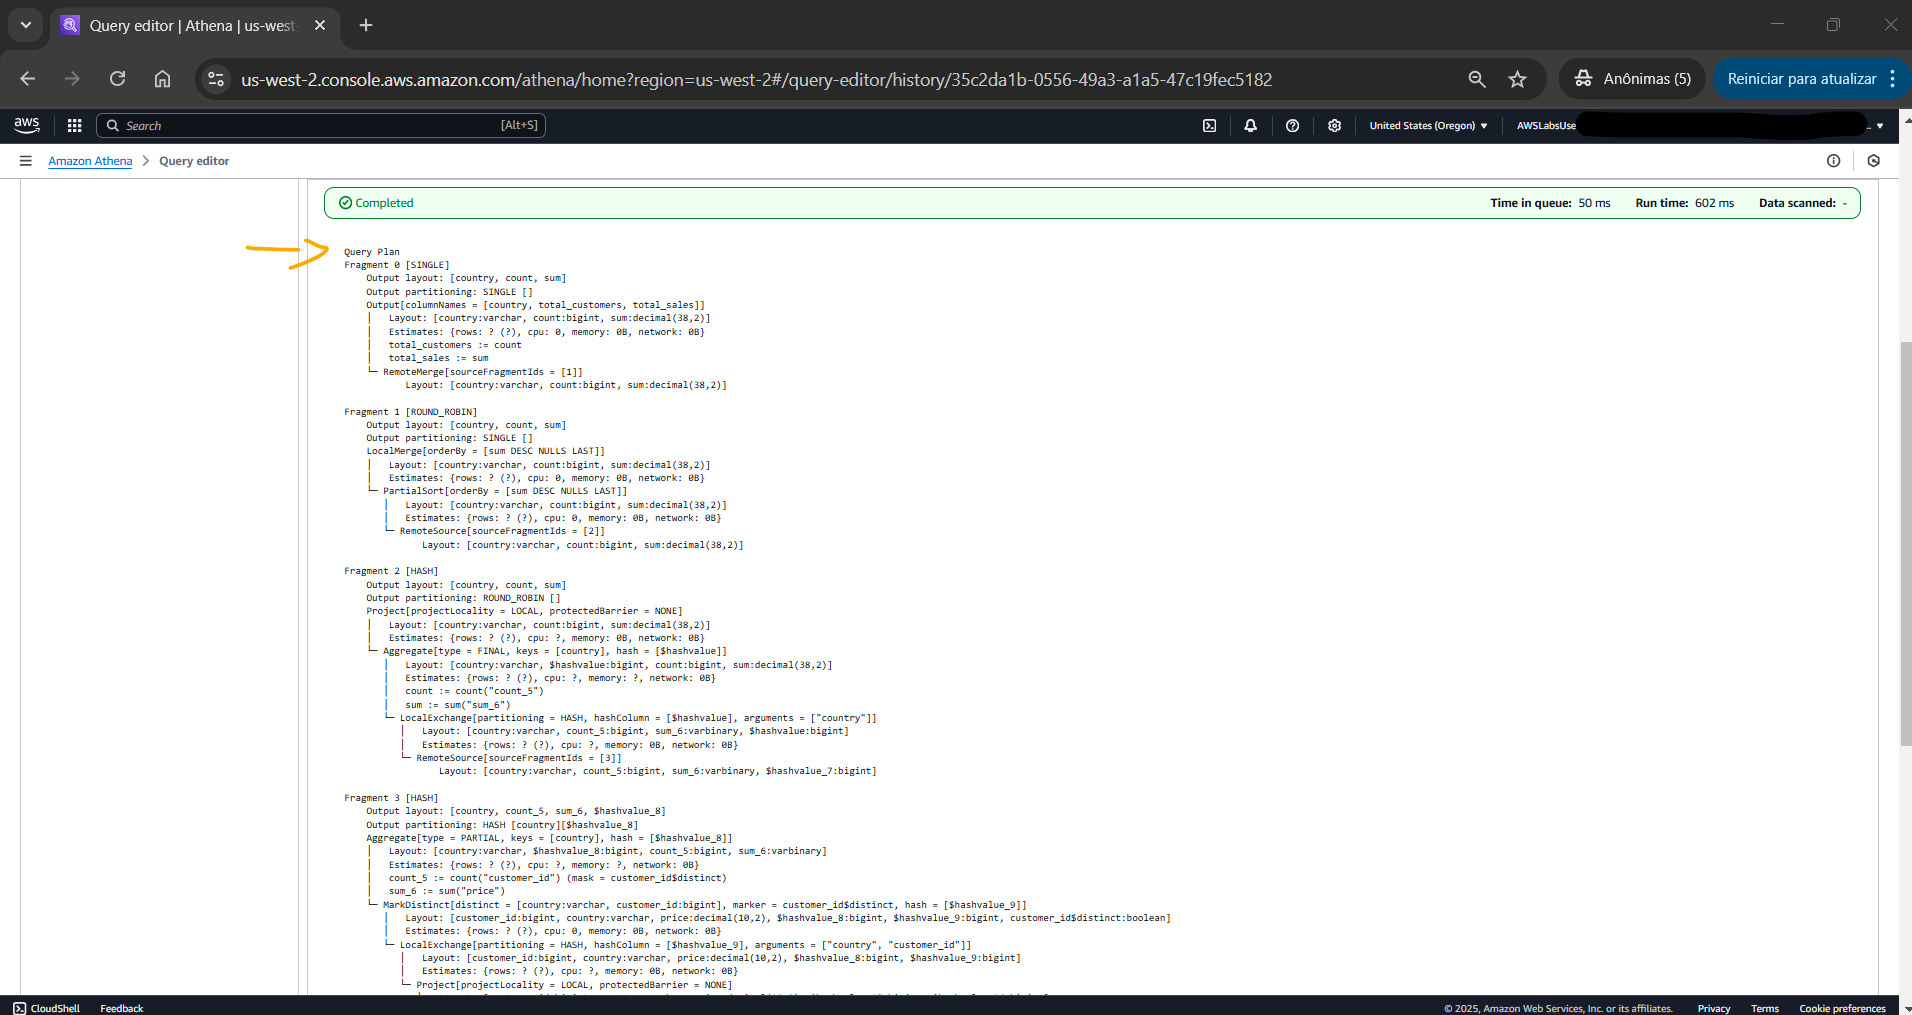 Query editor | Athena | us-west-
us-west-2.console.aws.amazon.com/athena/home?region=us-west-2#/query-editor/history/35c2da1b-0556-49a3-a1a5-47c19fec5182
Anônimas (5)
Reiniciar para atualizar
aws
Search
[Alt+S]
United States (Oregon)
AWSLabsUse
Amazon Athena > Query editor
Completed
Time in queue: 50 ms Run time: 602 ms Data scanned: -
Query Plan
Fragment 0 [SINGLE]
Output layout: [country, count, sum]
Output partitioning: SINGLE []
Output[columnNames = [country, total_customers, total_sales]]
│ Layout: [country:varchar, count:bigint, sum:decimal(38,2)]
│ Estimates: {rows: ? (?), cpu: 0, memory: 0B, network: 0B}
│ total_customers := count
│ total_sales := sum
└─ RemoteMerge[sourceFragmentIds = [1]]
Layout: [country:varchar, count:bigint, sum:decimal(38,2)]
Fragment 1 [ROUND_ROBIN]
Output layout: [country, count, sum]
Output partitioning: SINGLE []
LocalMerge[orderBy = [sum DESC NULLS LAST]]
│ Layout: [country:varchar, count:bigint, sum:decimal(38,2)]
│ Estimates: {rows: ? (?), cpu: 0, memory: 0B, network: 0B}
└─ PartialSort[orderBy = [sum DESC NULLS LAST]]
│ Layout: [country:varchar, count:bigint, sum:decimal(38,2)]
│ Estimates: {rows: ? (?), cpu: 0, memory: 0B, network: 0B}
└─ RemoteSource[sourceFragmentIds = [2]]
Layout: [country:varchar, count:bigint, sum:decimal(38,2)]
Fragment 2 [HASH]
Output layout: [country, count, sum]
Output partitioning: ROUND_ROBIN []
Project[projectLocality = LOCAL, protectedBarrier = NONE]
│ Layout: [country:varchar, count:bigint, sum:decimal(38,2)]
│ Estimates: {rows: ? (?), cpu: ?, memory: 0B, network: 0B}
└─ Aggregate[type = FINAL, keys = [country], hash = [$hashvalue]]
│ Layout: [country:varchar, $hashvalue:bigint, count:bigint, sum:decimal(38,2)]
│ Estimates: {rows: ? (?), cpu: ?, memory: ?, network: 0B}
│ count := count("count_5")
│ sum := sum("sum_6")
└─ LocalExchange[partitioning = HASH, hashColumn = [$hashvalue], arguments = ["country"]]
│ Layout: [country:varchar, count_5:bigint, sum_6:varbinary, $hashvalue:bigint]
│ Estimates: {rows: ? (?), cpu: ?, memory: 0B, network: 0B}
└─ RemoteSource[sourceFragmentIds = [3]]
Layout: [country:varchar, count_5:bigint, sum_6:varbinary, $hashvalue_7:bigint]
Fragment 3 [HASH]
Output layout: [country, count_5, sum_6, $hashvalue_8]
Output partitioning: HASH [country][$hashvalue_8]
Aggregate[type = PARTIAL, keys = [country], hash = [$hashvalue_8]]
│ Layout: [country:varchar, $hashvalue_8:bigint, count_5:bigint, sum_6:varbinary]
│ Estimates: {rows: ? (?), cpu: ?, memory: ?, network: 0B}
│ count_5 := count("customer_id") (mask = customer_id$distinct)
│ sum_6 := sum("price")
└─ MarkDistinct[distinct = [country:varchar, customer_id:bigint], marker = customer_id$distinct, hash = [$hashvalue_9]]
│ Layout: [customer_id:bigint, country:varchar, price:decimal(10,2), $hashvalue_8:bigint, $hashvalue_9:bigint, customer_id$distinct:boolean]
│ Estimates: {rows: ? (?), cpu: 0, memory: 0B, network: 0B}
└─ LocalExchange[partitioning = HASH, hashColumn = [$hashvalue_9], arguments = ["country", "customer_id"]]
│ Layout: [customer_id:bigint, country:varchar, price:decimal(10,2), $hashvalue_8:bigint, $hashvalue_9:bigint]
│ Estimates: {rows: ? (?), cpu: ?, memory: 0B, network: 0B}
└─ Project[projectLocality = LOCAL, protectedBarrier = NONE]
CloudShell Feedback
© 2025, Amazon Web Services, Inc. or its affiliates. Privacy Terms Cookie preferences